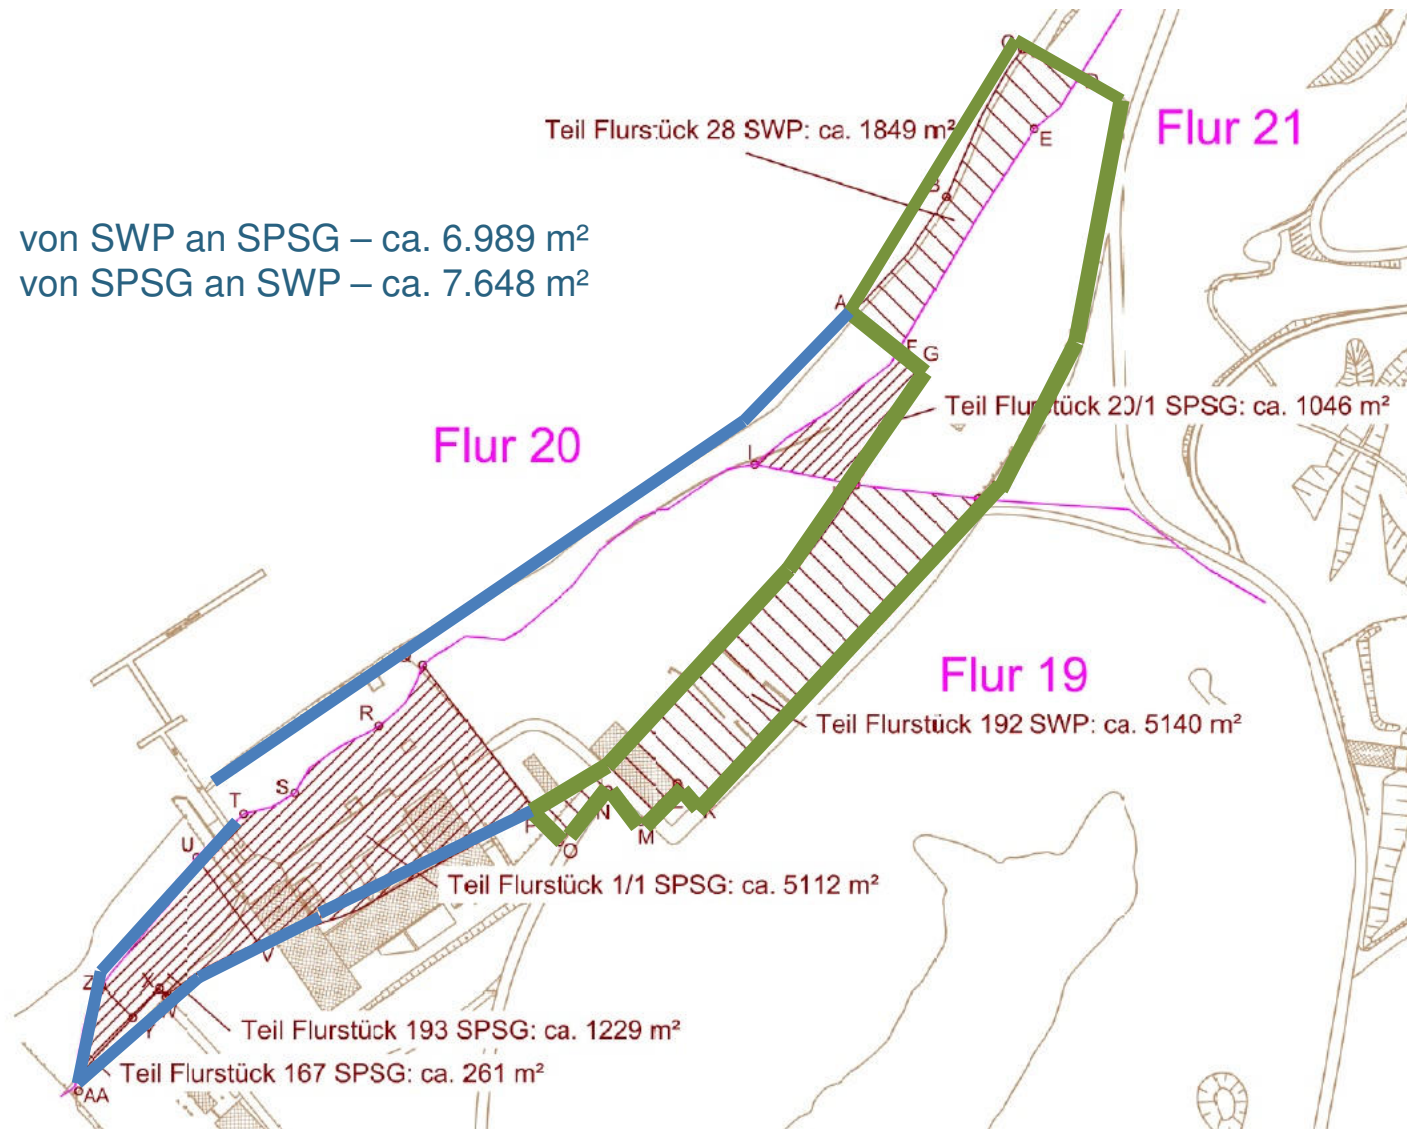 C
D
Teil Flurstück 28 SWP: ca. 1849 m²
E
Flur 21
B
von SWP an SPSG – ca. 6.989 m²
von SPSG an SWP – ca. 7.648 m²
A
F G
Teil Flurstück 20/1 SPSG: ca. 1046 m²
Flur 20
I
Flur 19
R
Teil Flurstück 192 SWP: ca. 5140 m²
S
T
N
K
P
M
U
O
Teil Flurstück 1/1 SPSG: ca. 5112 m²
V
Z X
W
Y
Teil Flurstück 193 SPSG: ca. 1229 m²
Teil Flurstück 167 SPSG: ca. 261 m²
AA